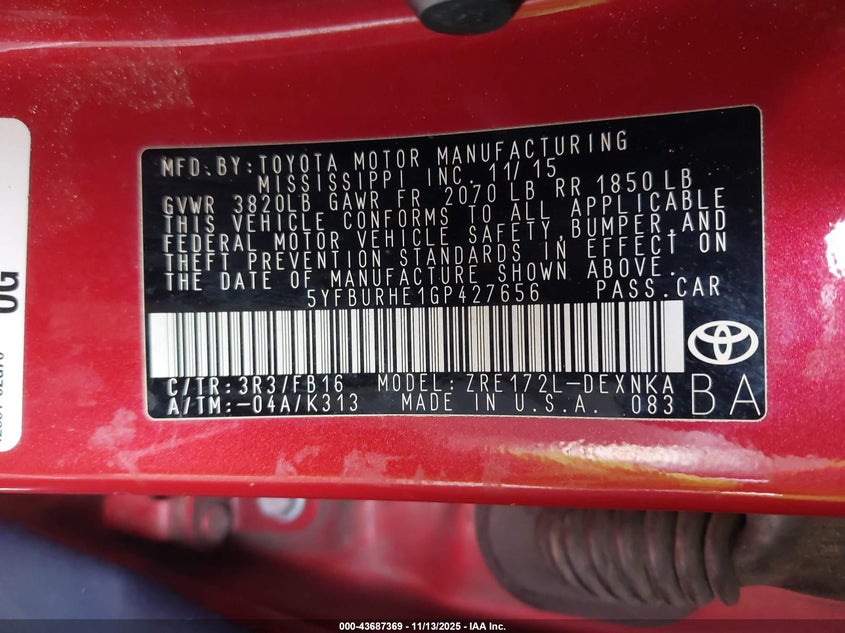 MFD. BY: TOYOTA MOTOR MANUFACTURING
MISSISSIPPI INC. 11/15
GVWR 3820LB GAWR FR 2070 LB RR 1850 LB
THIS VEHICLE CONFORMS TO ALL APPLICABLE
FEDERAL MOTOR VEHICLE SAFETY, BUMPER, AND
THEFT PREVENTION STANDARDS IN EFFECT ON
THE DATE OF MANUFACTURE SHOWN ABOVE.
5YFBURHE1GP427656 PASS.CAR
C/TR: 3R3/FB16 MODEL: ZRE172L-DEXNKA
A/TM: -04A/K313 MADE IN U.S.A. 083
BA
000-43687369 - 11/13/2025 - IAA Inc.